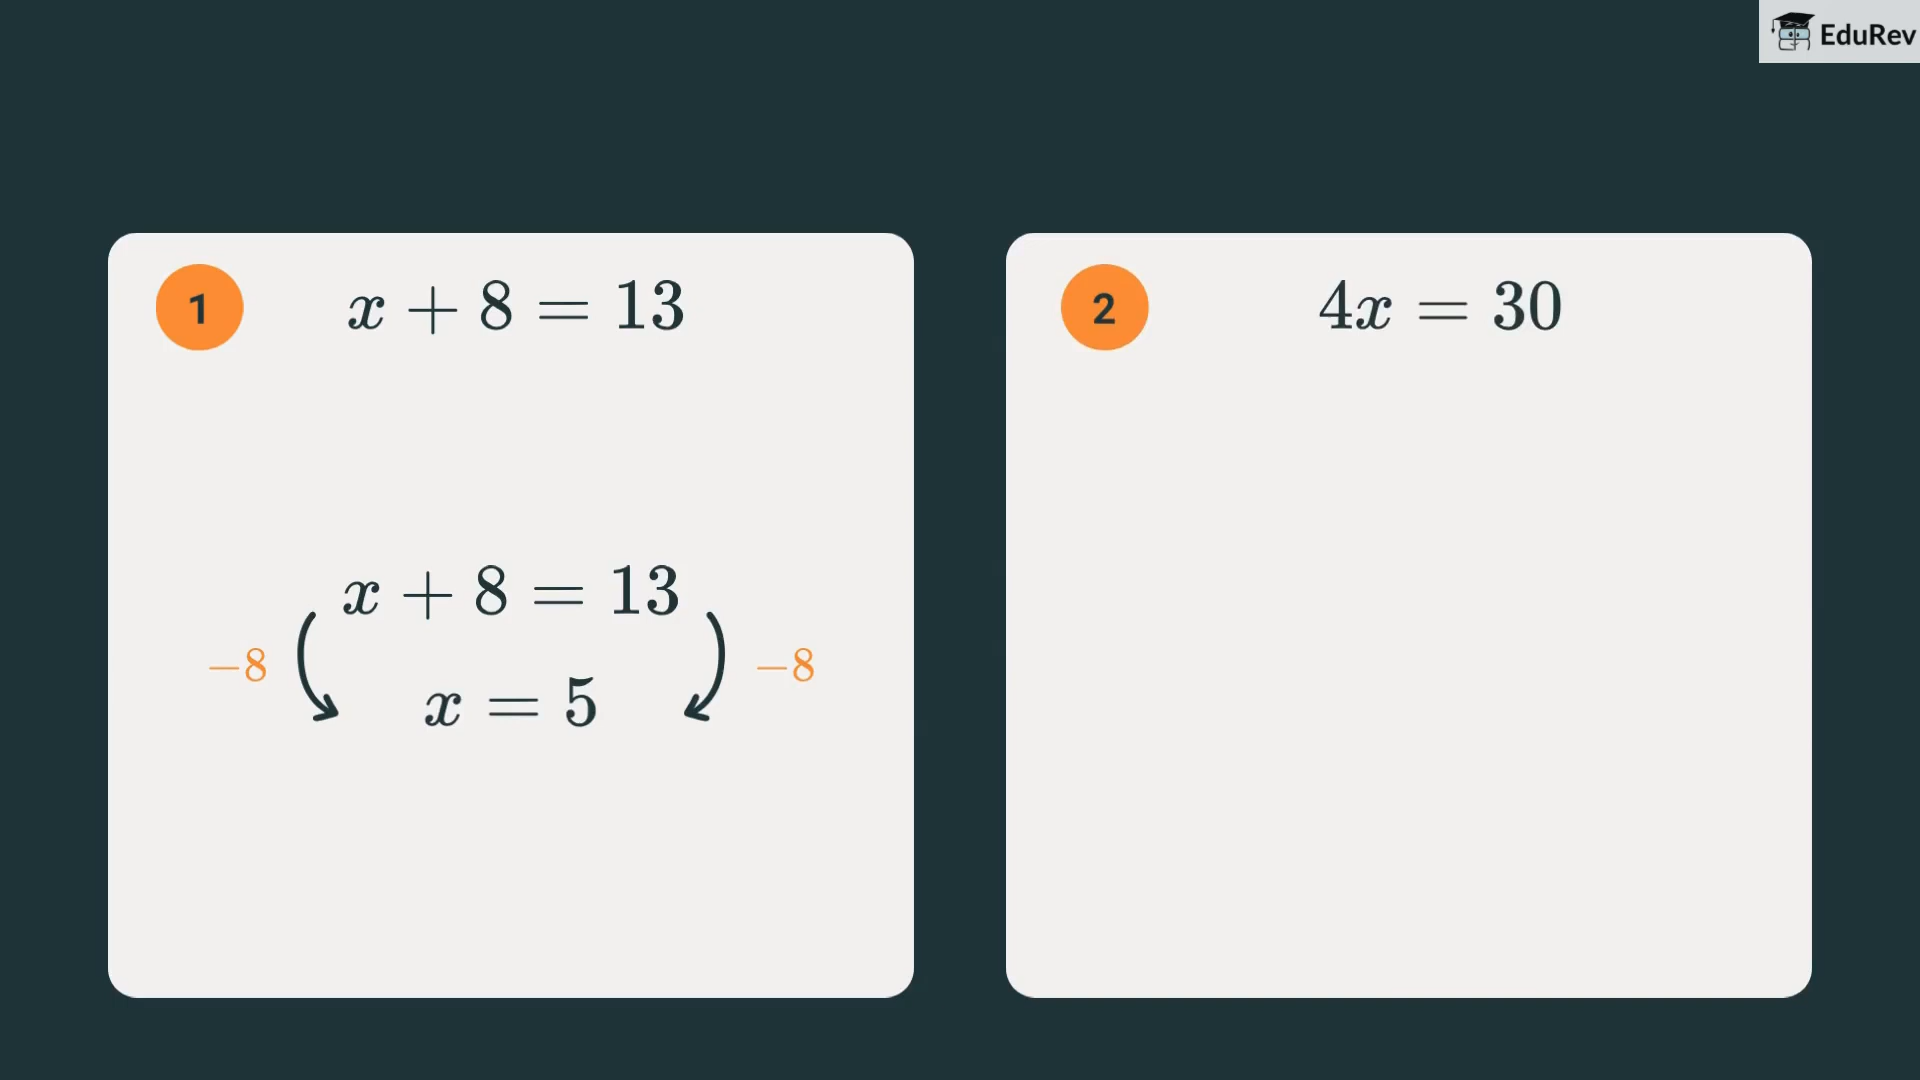 EduRev
1
x + 8 = 13
x + 8 = 13
−8
−8
x = 5
2
4x = 30